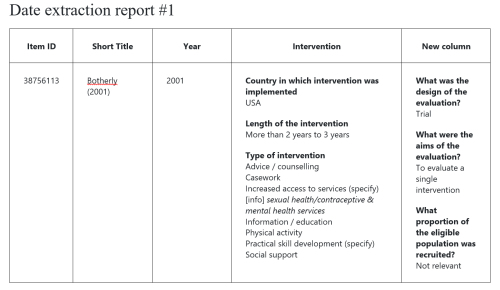 Date extraction report #1
Item ID
Short Title
Year
Intervention
New column
38756113
Botherly
(2001)
2001
Country in which intervention was
implemented
USA
Length of the intervention
More than 2 years to 3 years
Type of intervention
Advice / counselling
Casework
Increased access to services (specify)
[info] sexual health/contraceptive &
mental health services
Information / education
Physical activity
Practical skill development (specify)
Social support
What was the
design of the
evaluation?
Trial
What were the
aims of the
evaluation?
To evaluate a
single
intervention
What
proportion of
the eligible
population was
recruited?
Not relevant